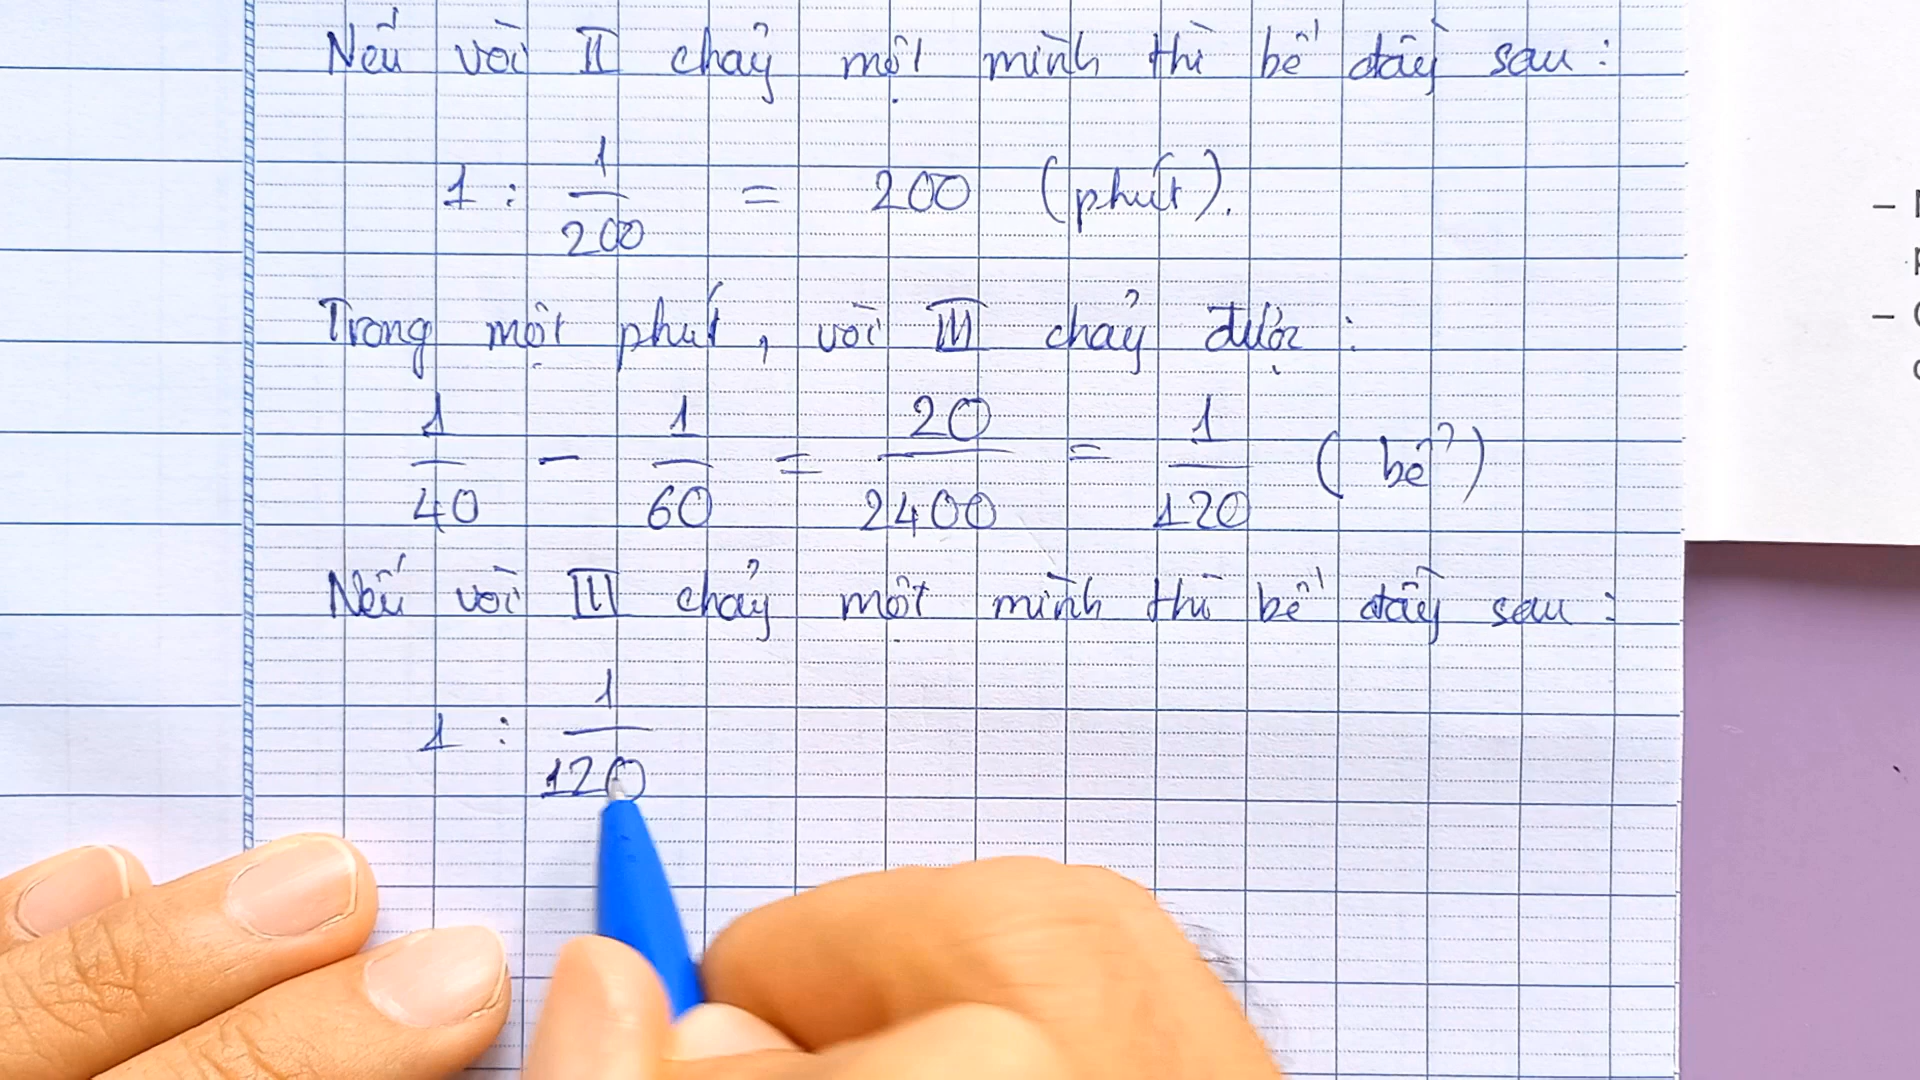 Nếu vòi II chảy một mình thì bể đầy sau :
1 : 1/200 = 200 (phút).
Trong một phút, vòi III chảy được :
1/40 - 1/60 = 20/2400 = 1/120 (bể)
Nếu vòi III chảy một mình thì bể đầy sau :
1 : 1/120